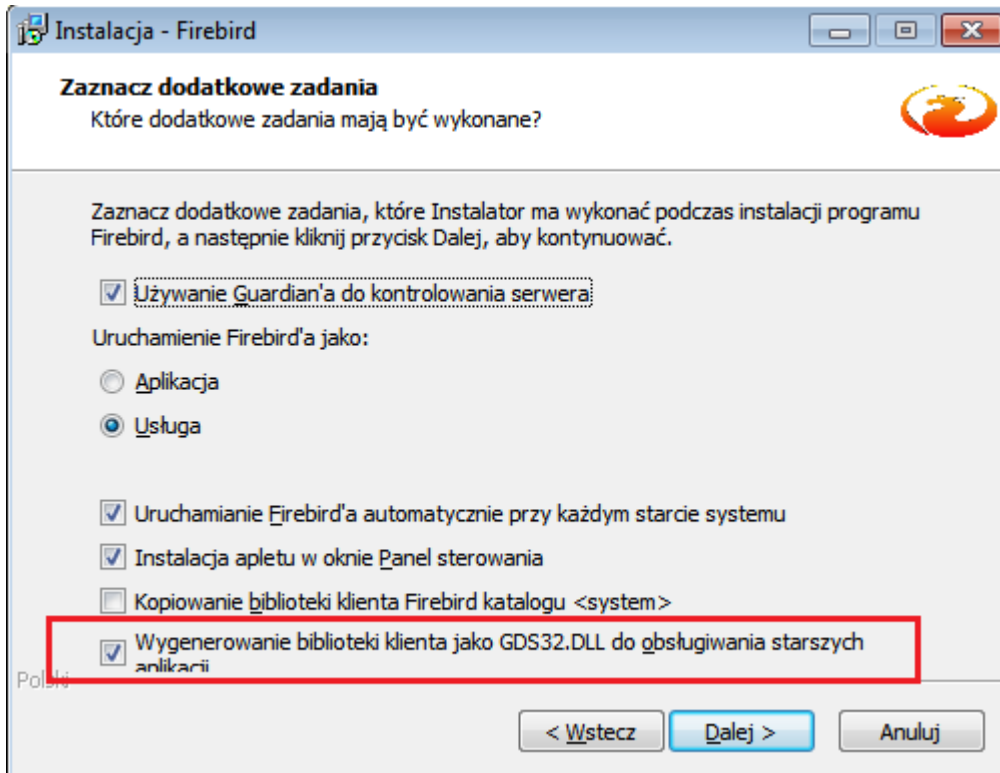 Instalacja - Firebird
Zaznacz dodatkowe zadania
Które dodatkowe zadania mają być wykonane?
Zaznacz dodatkowe zadania, które Instalator ma wykonać podczas instalacji programu
Firebird, a następnie kliknij przycisk Dalej, aby kontynuować.
Używanie Guardian'a do kontrolowania serwera
Uruchamienie Firebird'a jako:
Aplikacja
Usługa
Uruchamianie Firebird'a automatycznie przy każdym starcie systemu
Instalacja apletu w oknie Panel sterowania
Kopiowanie biblioteki klienta Firebird katalogu <system>
Wygenerowanie biblioteki klienta jako GDS32.DLL do obsługiwania starszych
aplikacji
Polski
< Wstecz
Dalej >
Anuluj